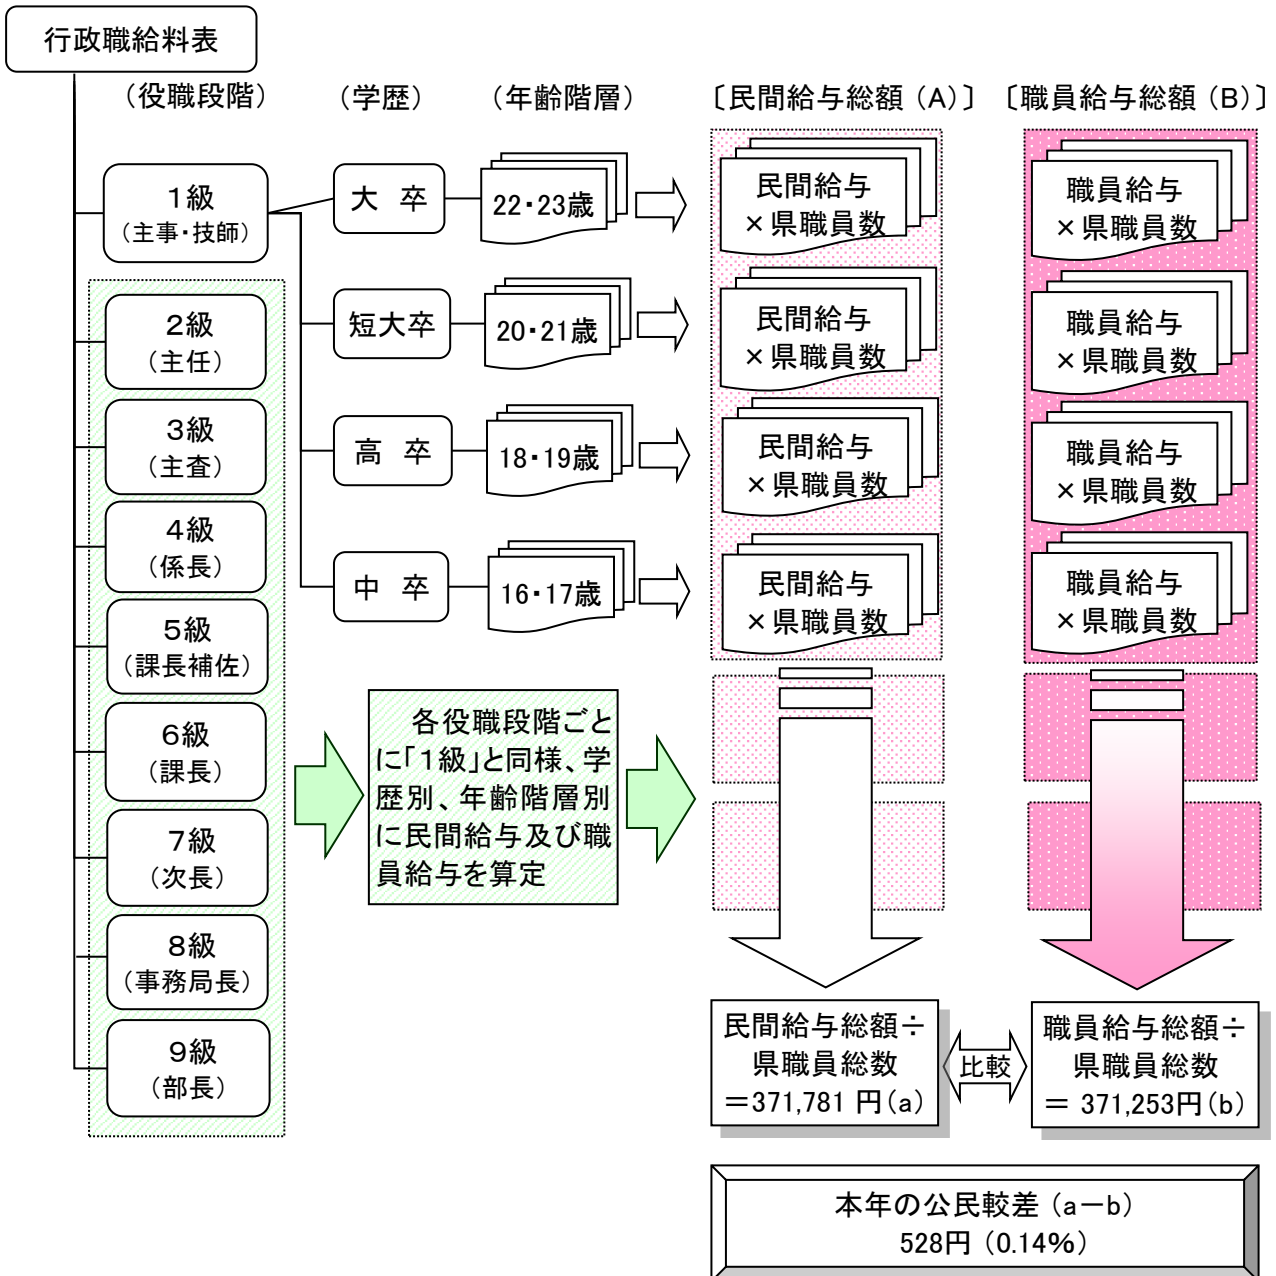 行政職給料表
（役職段階）
（学歴）
（年齢階層）
〔民間給与総額（A）〕
〔職員給与総額（B）〕
１級
（主事・技師）
大　卒
22・23歳
民間給与
×県職員数
職員給与
×県職員数
２級
（主任）
短大卒
20・21歳
民間給与
×県職員数
職員給与
×県職員数
３級
（主査）
高　卒
18・19歳
民間給与
×県職員数
職員給与
×県職員数
４級
（係長）
中　卒
16・17歳
民間給与
×県職員数
職員給与
×県職員数
５級
（課長補佐）
６級
（課長）
７級
（次長）
８級
（事務局長）
９級
（部長）
各役職段階ごと
に「１級」と同様、学
歴別、年齢階層別
に民間給与及び職
員給与を算定
民間給与総額÷
県職員総数
＝371,781 円（a）
比較
職員給与総額÷
県職員総数
＝ 371,253円（b）
本年の公民較差（a－b）
528円（0.14％）